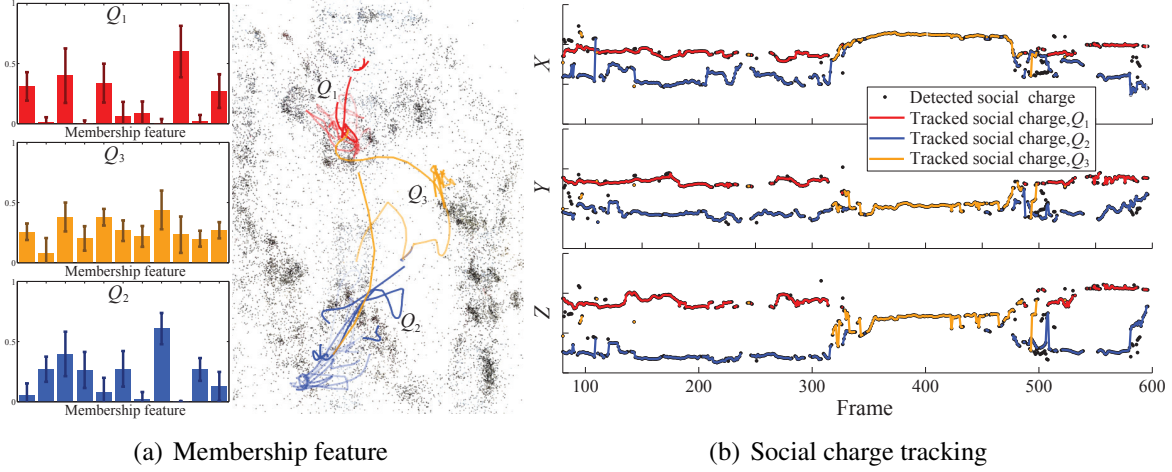 Q1
1
0.5
0
Membership feature
Q3
1
0.5
0
Membership feature
Q2
1
0.5
0
Membership feature
Q1
Q3
Q2
X
Y
Z
Detected social charge
Tracked social charge,Q1
Tracked social charge,Q2
Tracked social charge,Q3
100 200 300 400 500 600
Frame
(a) Membership feature
(b) Social charge tracking